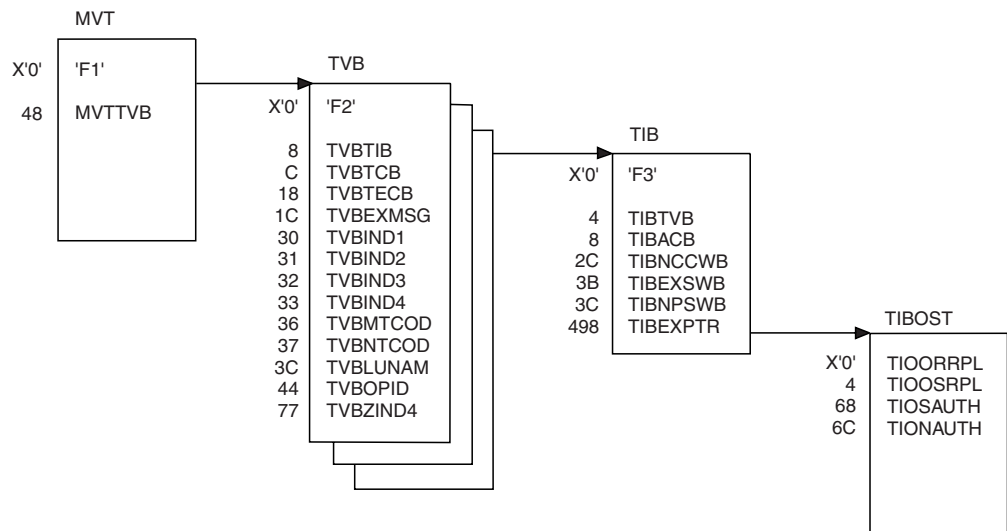 MVT
X'0' 'F1'
48 MVTTVB
TVB
X'0' 'F2'
8 TVBTIB
C TVBTCB
18 TVBTECB
1C TVBEXMSG
30 TVBIND1
31 TVBIND2
32 TVBIND3
33 TVBIND4
36 TVBMTCOD
37 TVBNTCOD
3C TVBLUNAM
44 TVBOPID
77 TVBZIND4
TIB
X'0' 'F3'
4 TIBTVB
8 TIBACB
2C TIBNCCWB
3B TIBEXSWB
3C TIBNPSWB
498 TIBEXPTR
TIBOST
X'0' TIOORRPL
4 TIOOSRPL
68 TIOSAUTH
6C TIONAUTH